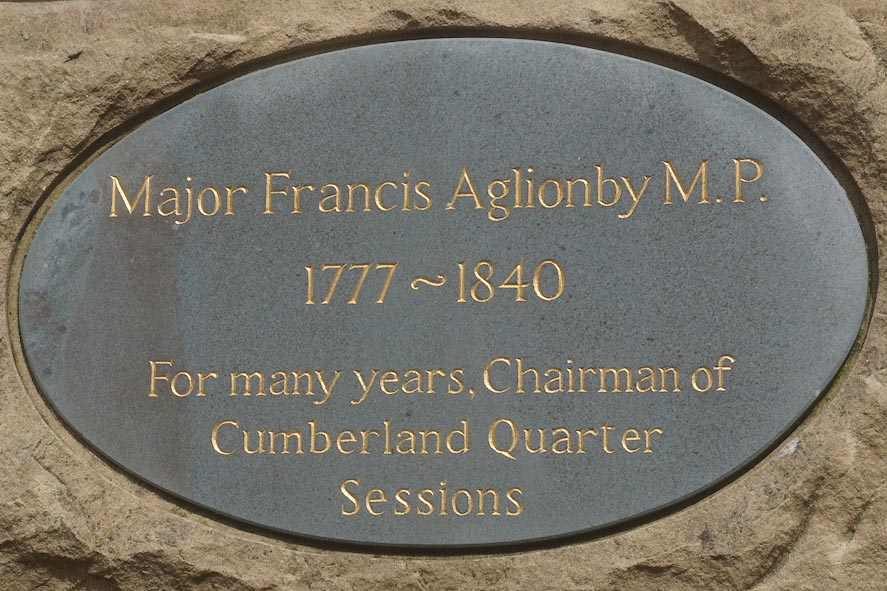 Major Francis Aglionby M.P.
1777 ~ 1840
For many years, Chairman of
Cumberland Quarter
Sessions